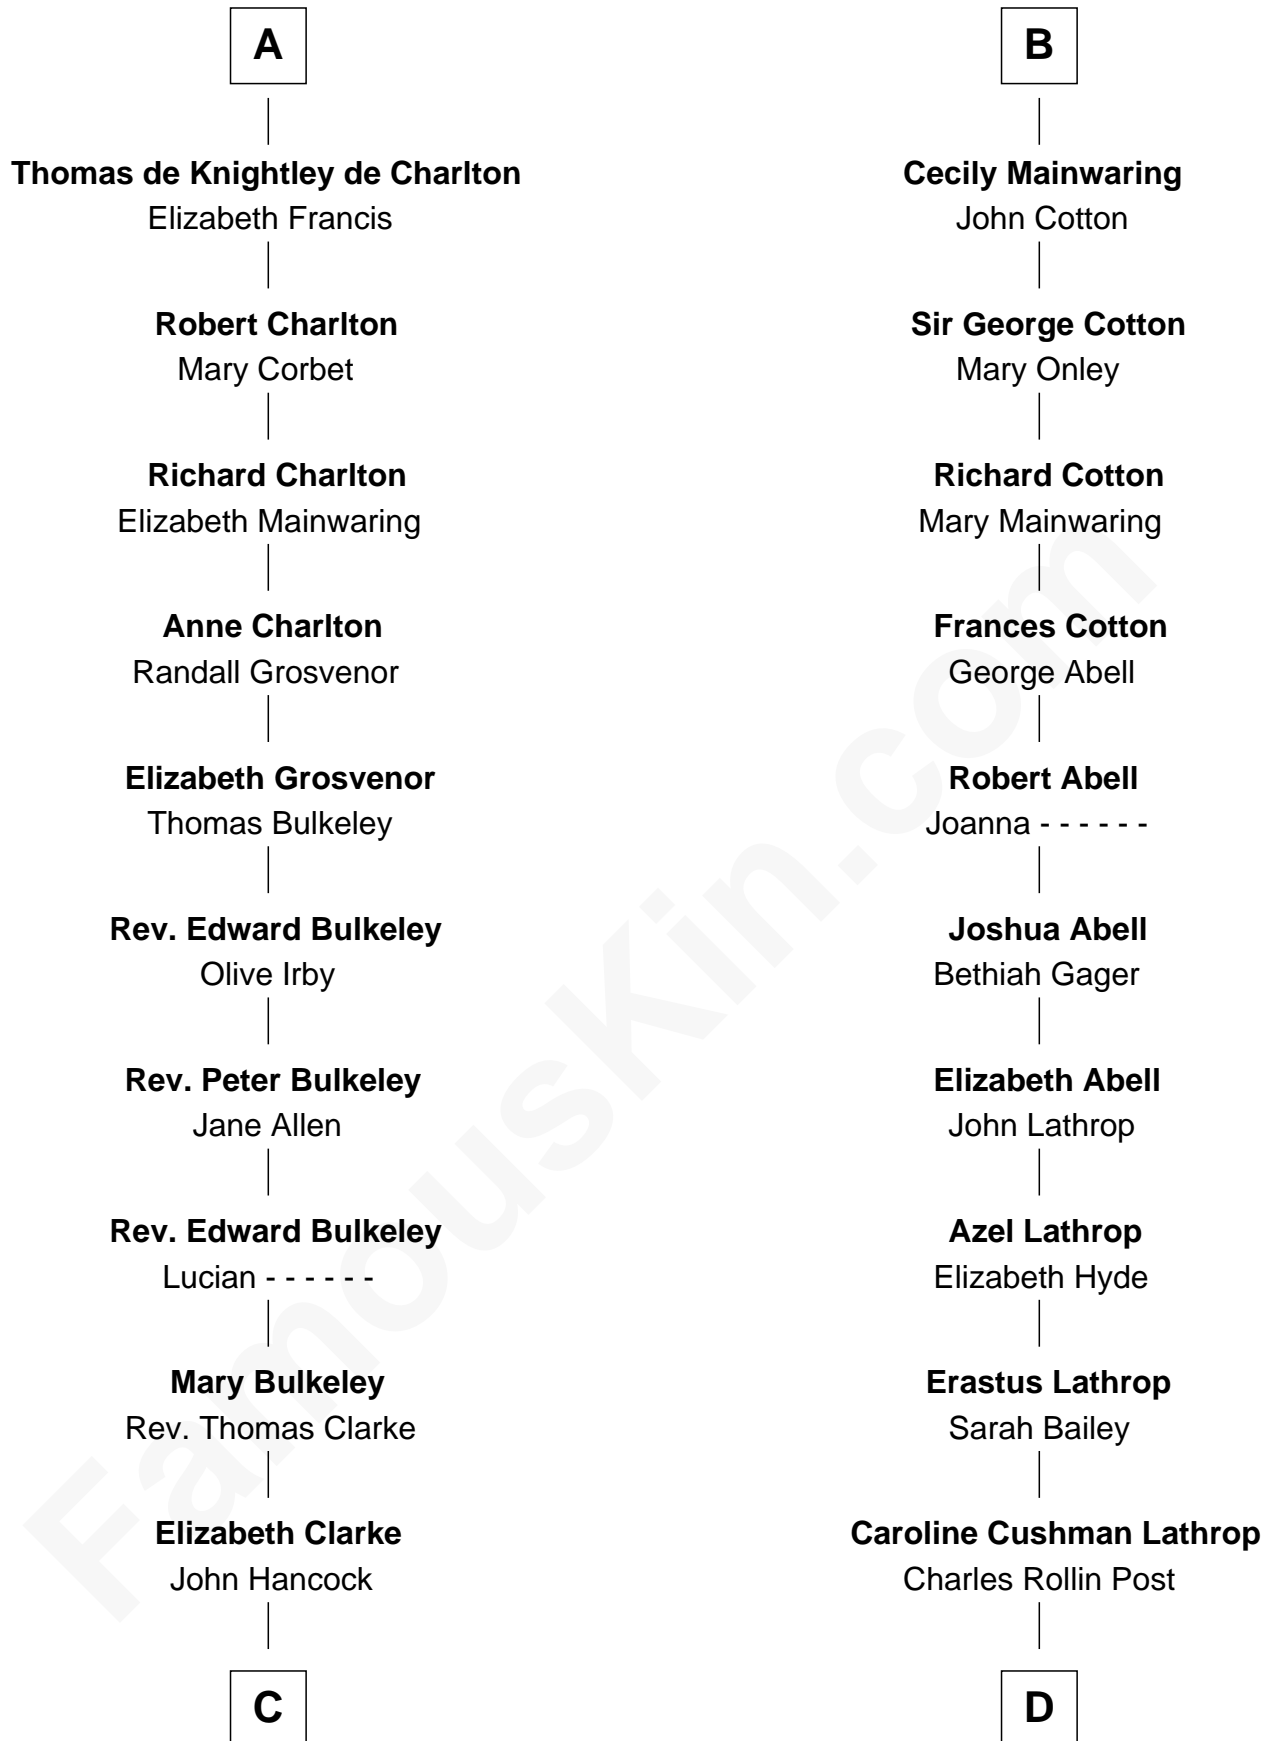 A
Thomas de Knightley de Charlton
Elizabeth Francis
Robert Charlton
Mary Corbet
Richard Charlton
Elizabeth Mainwaring
Anne Charlton
Randall Grosvenor
Elizabeth Grosvenor
Thomas Bulkeley
Rev. Edward Bulkeley
Olive Irby
Rev. Peter Bulkeley
Jane Allen
Rev. Edward Bulkeley
Lucian - - - - - -
Mary Bulkeley
Rev. Thomas Clarke
Elizabeth Clarke
John Hancock
C
B
Cecily Mainwaring
John Cotton
Sir George Cotton
Mary Onley
Richard Cotton
Mary Mainwaring
Frances Cotton
George Abell
Robert Abell
Joanna - - - - - -
Joshua Abell
Bethiah Gager
Elizabeth Abell
John Lathrop
Azel Lathrop
Elizabeth Hyde
Erastus Lathrop
Sarah Bailey
Caroline Cushman Lathrop
Charles Rollin Post
D
FamousKin.com